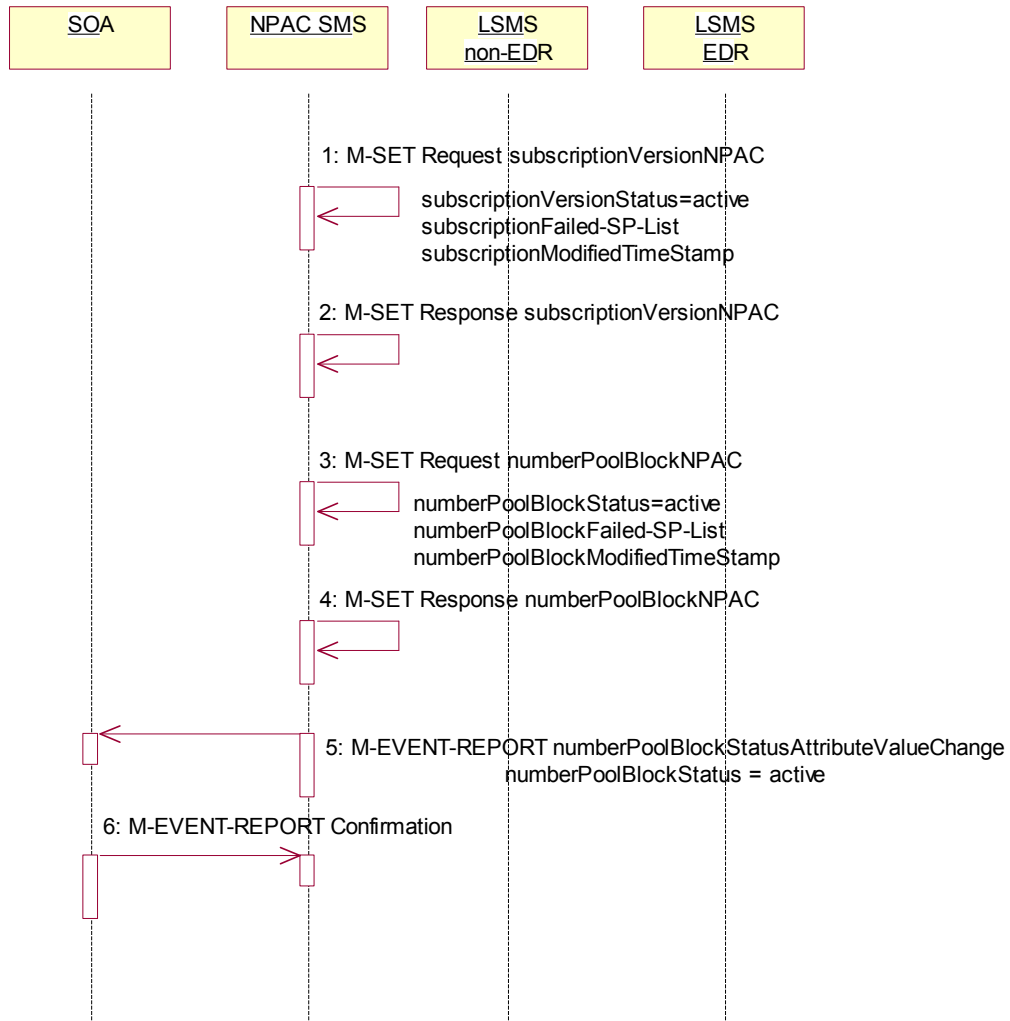 SOA
NPAC SMS
LSMS
non-EDR
LSMS
EDR
1: M-SET Request subscriptionVersionNPAC
subscriptionVersionStatus=active
subscriptionFailed-SP-List
subscriptionModifiedTimeStamp
2: M-SET Response subscriptionVersionNPAC
3: M-SET Request numberPoolBlockNPAC
numberPoolBlockStatus=active
numberPoolBlockFailed-SP-List
numberPoolBlockModifiedTimeStamp
4: M-SET Response numberPoolBlockNPAC
5: M-EVENT-REPORT numberPoolBlockStatusAttributeValueChange
numberPoolBlockStatus = active
6: M-EVENT-REPORT Confirmation